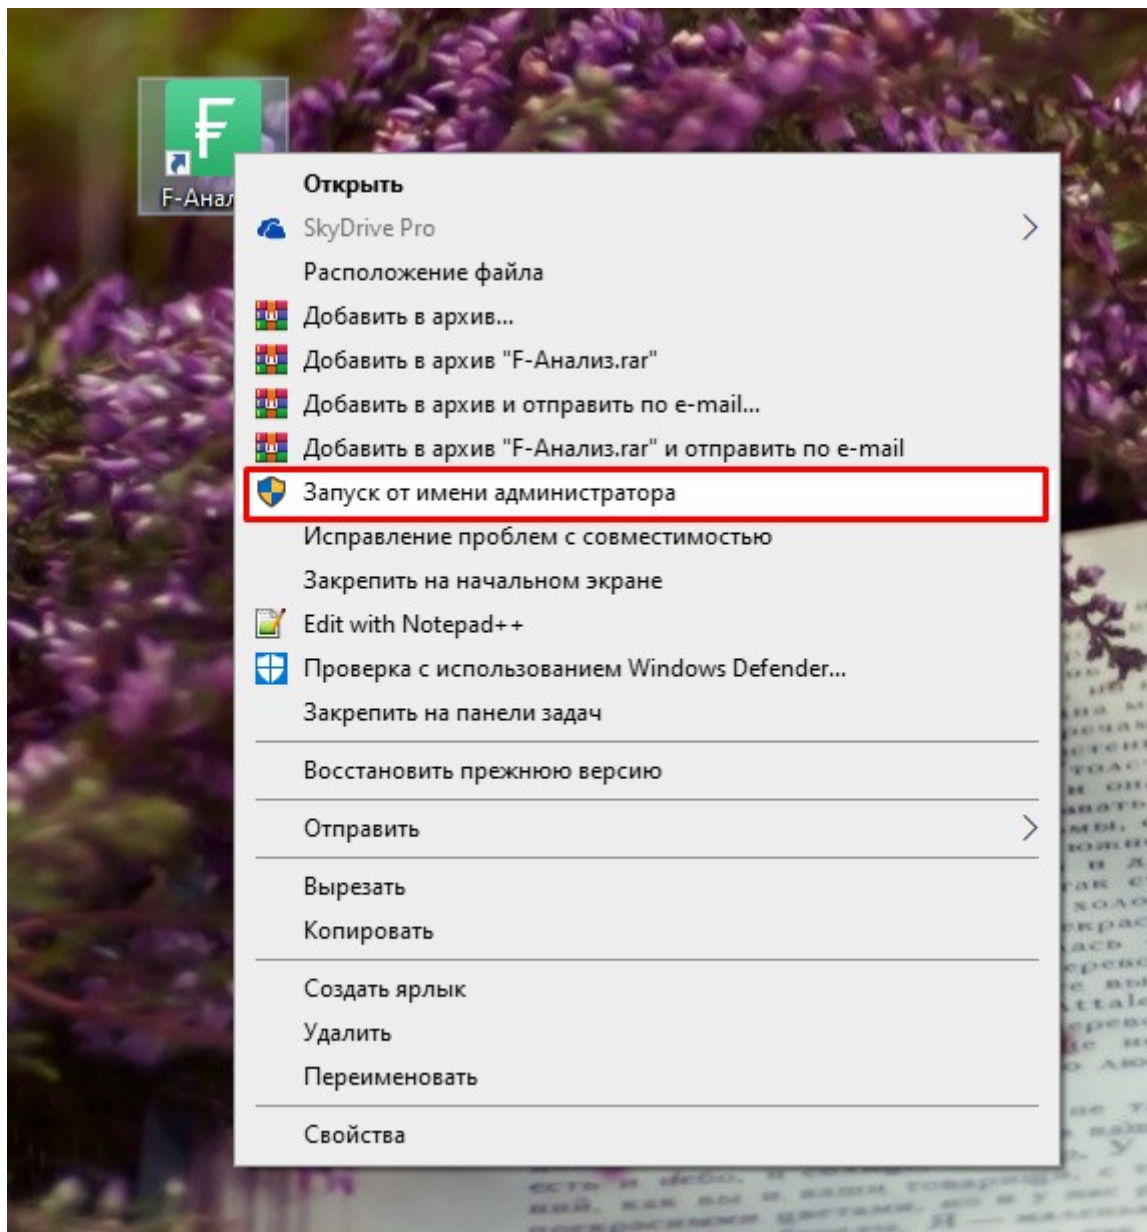 F-Анал
Открыть
SkyDrive Pro
Расположение файла
Добавить в архив...
Добавить в архив "F-Анализ.rar"
Добавить в архив и отправить по e-mail...
Добавить в архив "F-Анализ.rar" и отправить по e-mail
Запуск от имени администратора
Исправление проблем с совместимостью
Закрепить на начальном экране
Edit with Notepad++
Проверка с использованием Windows Defender...
Закрепить на панели задач
Восстановить прежнюю версию
Отправить
Вырезать
Копировать
Создать ярлык
Удалить
Переименовать
Свойства